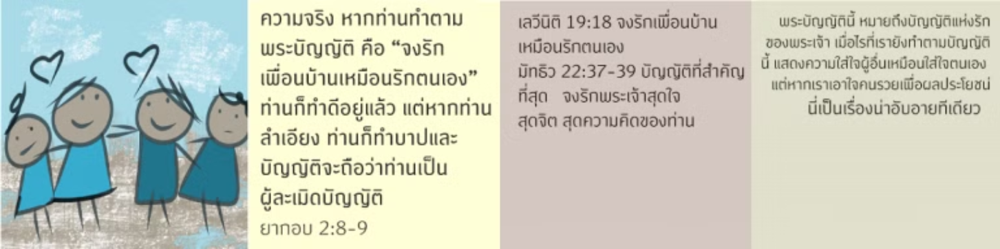 ความจริง หากท่านทำตาม
พระบัญญัติ คือ “จงรัก
เพื่อนบ้านเหมือนรักตนเอง”
ท่านก็ทำดีอยู่แล้ว แต่หากท่าน
ลำเอียง ท่านก็ทำบาปและ
บัญญัติจะถือว่าท่านเป็น
ผู้ละเมิดบัญญัติ
ยากอบ 2:8-9
เลวีนิติ 19:18 จงรักเพื่อนบ้าน
เหมือนรักตนเอง
มัทธิว 22:37-39 บัญญัติที่สำคัญ
ที่สุด จงรักพระเจ้าสุดใจ
สุดจิต สุดความคิดของท่าน
พระบัญญัตินี้ หมายถึงบัญญัติแห่งรัก
ของพระเจ้า เมื่อไรที่เรายังทำตามบัญญัติ
นี้ แสดงความใส่ใจผู้อื่นเหมือนใส่ใจตนเอง
แต่หากเราเอาใจคนรวยเพื่อผลประโยชน์
นี่เป็นเรื่องน่าอับอายทีเดียว